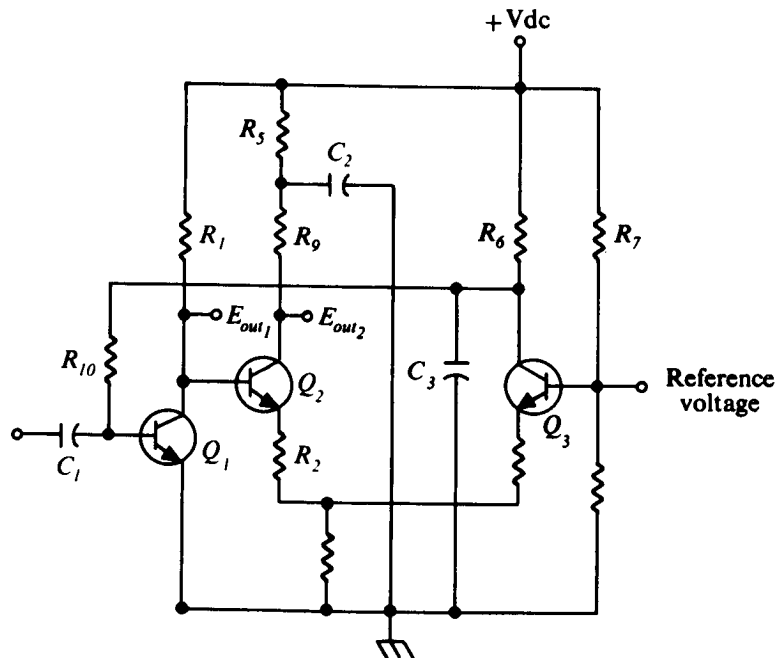 +Vdc
R5
C2
R1
R9
R6
R7
Eout1
Eout2
R10
Q2
C3
Reference
voltage
Q3
C1
Q1
R2